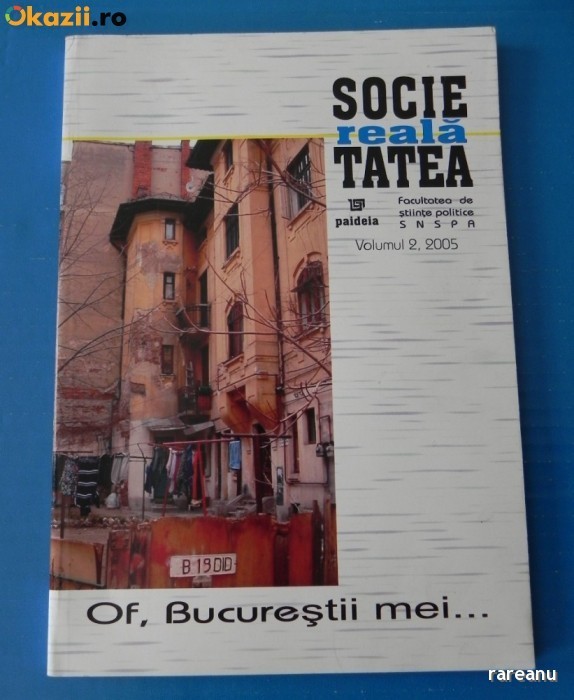 Okazii.ro
SOCIE
reală
TATEA
paideia
Facultatea de
științe politice
S N S P A
Volumul 2, 2005
B 19 DID
Of, Bucureștii mei...
rareanu